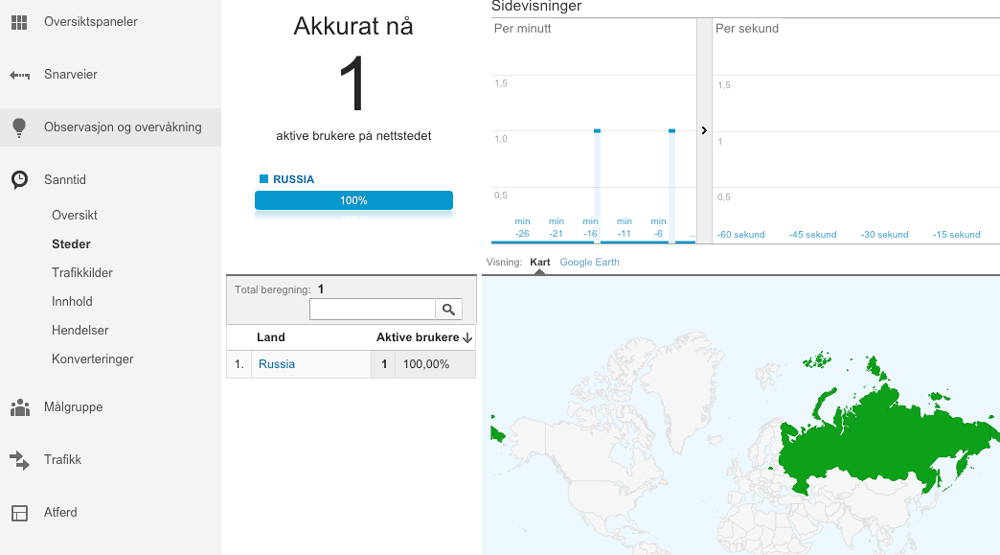 Oversiktspaneler
Snarveier
Observasjon og overvåkning
Sanntid
Oversikt
Steder
Trafikkilder
Innhold
Hendelser
Konverteringer
Målgruppe
Trafikk
Atferd
Akkurat nå
1
aktive brukere på nettstedet
RUSSIA
100%
Sidevisninger
Per minutt
1,5
1,0
0,5
min -26
min -21
min -16
min -11
min -6
..
Per sekund
1,5
1
0,5
-60 sekund
-45 sekund
-30 sekund
-15 sekund
Total beregning: 1
Land Aktive brukere
1. Russia 1 100,00%
Visning: Kart Google Earth